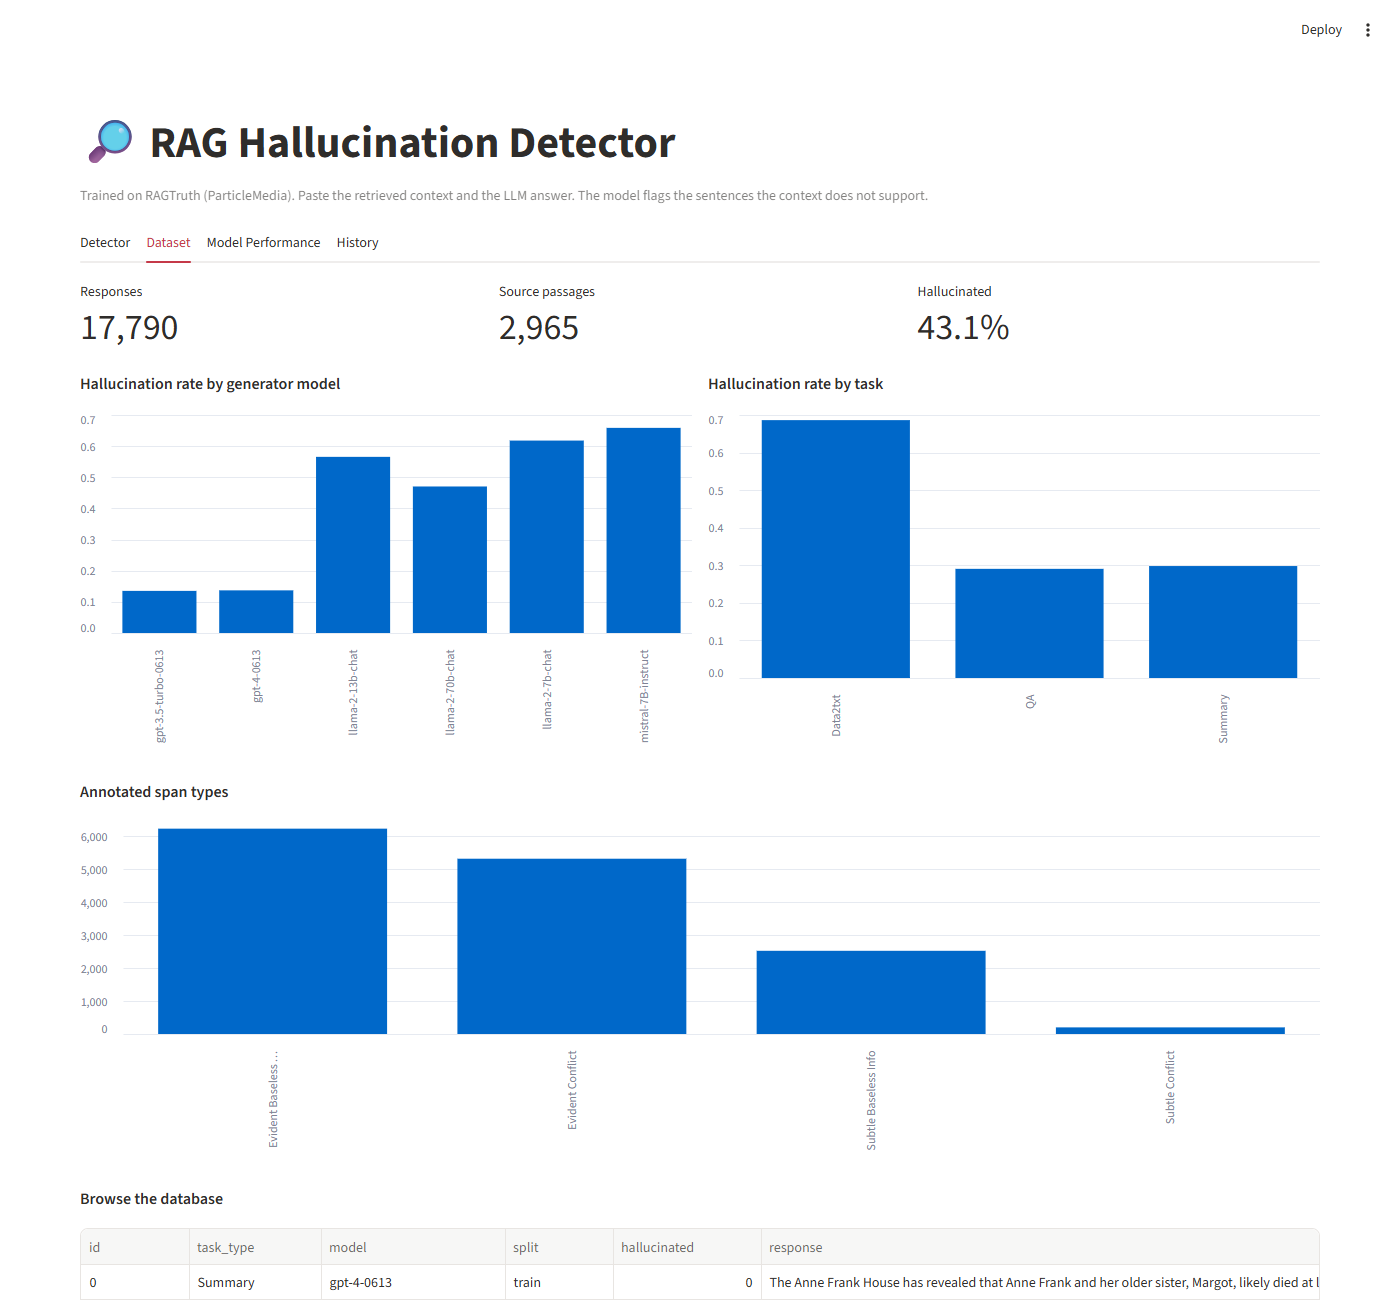 Deploy
RAG Hallucination Detector
Trained on RAGTruth (ParticleMedia). Paste the retrieved context and the LLM answer. The model flags the sentences the context does not support.
Detector Dataset Model Performance History
Responses Source passages Hallucinated
17,790 2,965 43.1%
Hallucination rate by generator model
0.7
0.6
0.5
0.4
0.3
0.2
0.1
0.0
gpt-3.5-turbo-0613
gpt-4-0613
llama-2-13b-chat
llama-2-70b-chat
llama-2-7b-chat
mistral-7B-instruct
Hallucination rate by task
0.7
0.6
0.5
0.4
0.3
0.2
0.1
0.0
Data2txt
QA
Summary
Annotated span types
6,000
5,000
4,000
3,000
2,000
1,000
0
Evident Baseless …
Evident Conflict
Subtle Baseless Info
Subtle Conflict
Browse the database
id task_type model split hallucinated response
0 Summary gpt-4-0613 train 0 The Anne Frank House has revealed that Anne Frank and her older sister, Margot, likely died at l